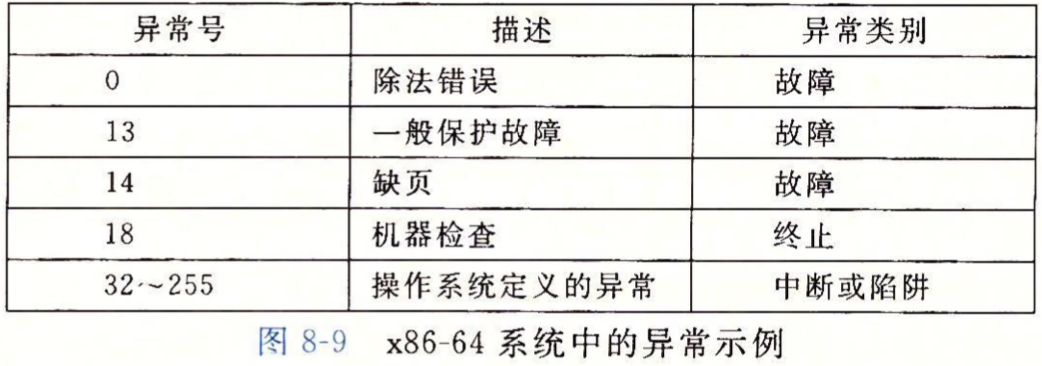 异常号 描述 异常类别
0 除法错误 故障
13 一般保护故障 故障
14 缺页 故障
18 机器检查 终止
32~255 操作系统定义的异常 中断或陷阱
图 8-9 x86-64 系统中的异常示例